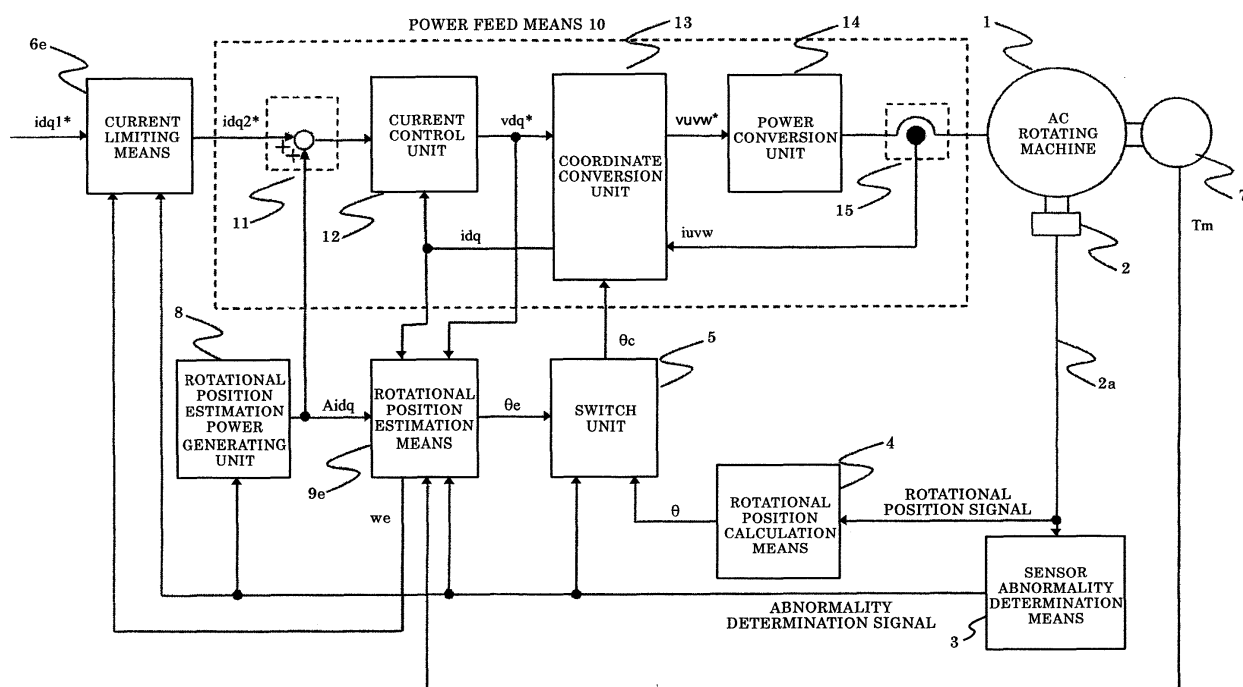 POWER FEED MEANS 10
13
14
1
6e
idq1*
CURRENT
LIMITING
MEANS
idq2*
+
+
11
CURRENT
CONTROL
UNIT
12
vdq*
COORDINATE
CONVERSION
UNIT
vuvw*
POWER
CONVERSION
UNIT
15
AC
ROTATING
MACHINE
7
Tm
2
idq
iuvw
2a
8
ROTATIONAL
POSITION
ESTIMATION
POWER
GENERATING
UNIT
Aidq
ROTATIONAL
POSITION
ESTIMATION
MEANS
9e
θe
θc
SWITCH
UNIT
5
4
we
θ
ROTATIONAL
POSITION
CALCULATION
MEANS
ROTATIONAL
POSITION SIGNAL
SENSOR
ABNORMALITY
DETERMINATION
MEANS
3
ABNORMALITY
DETERMINATION SIGNAL